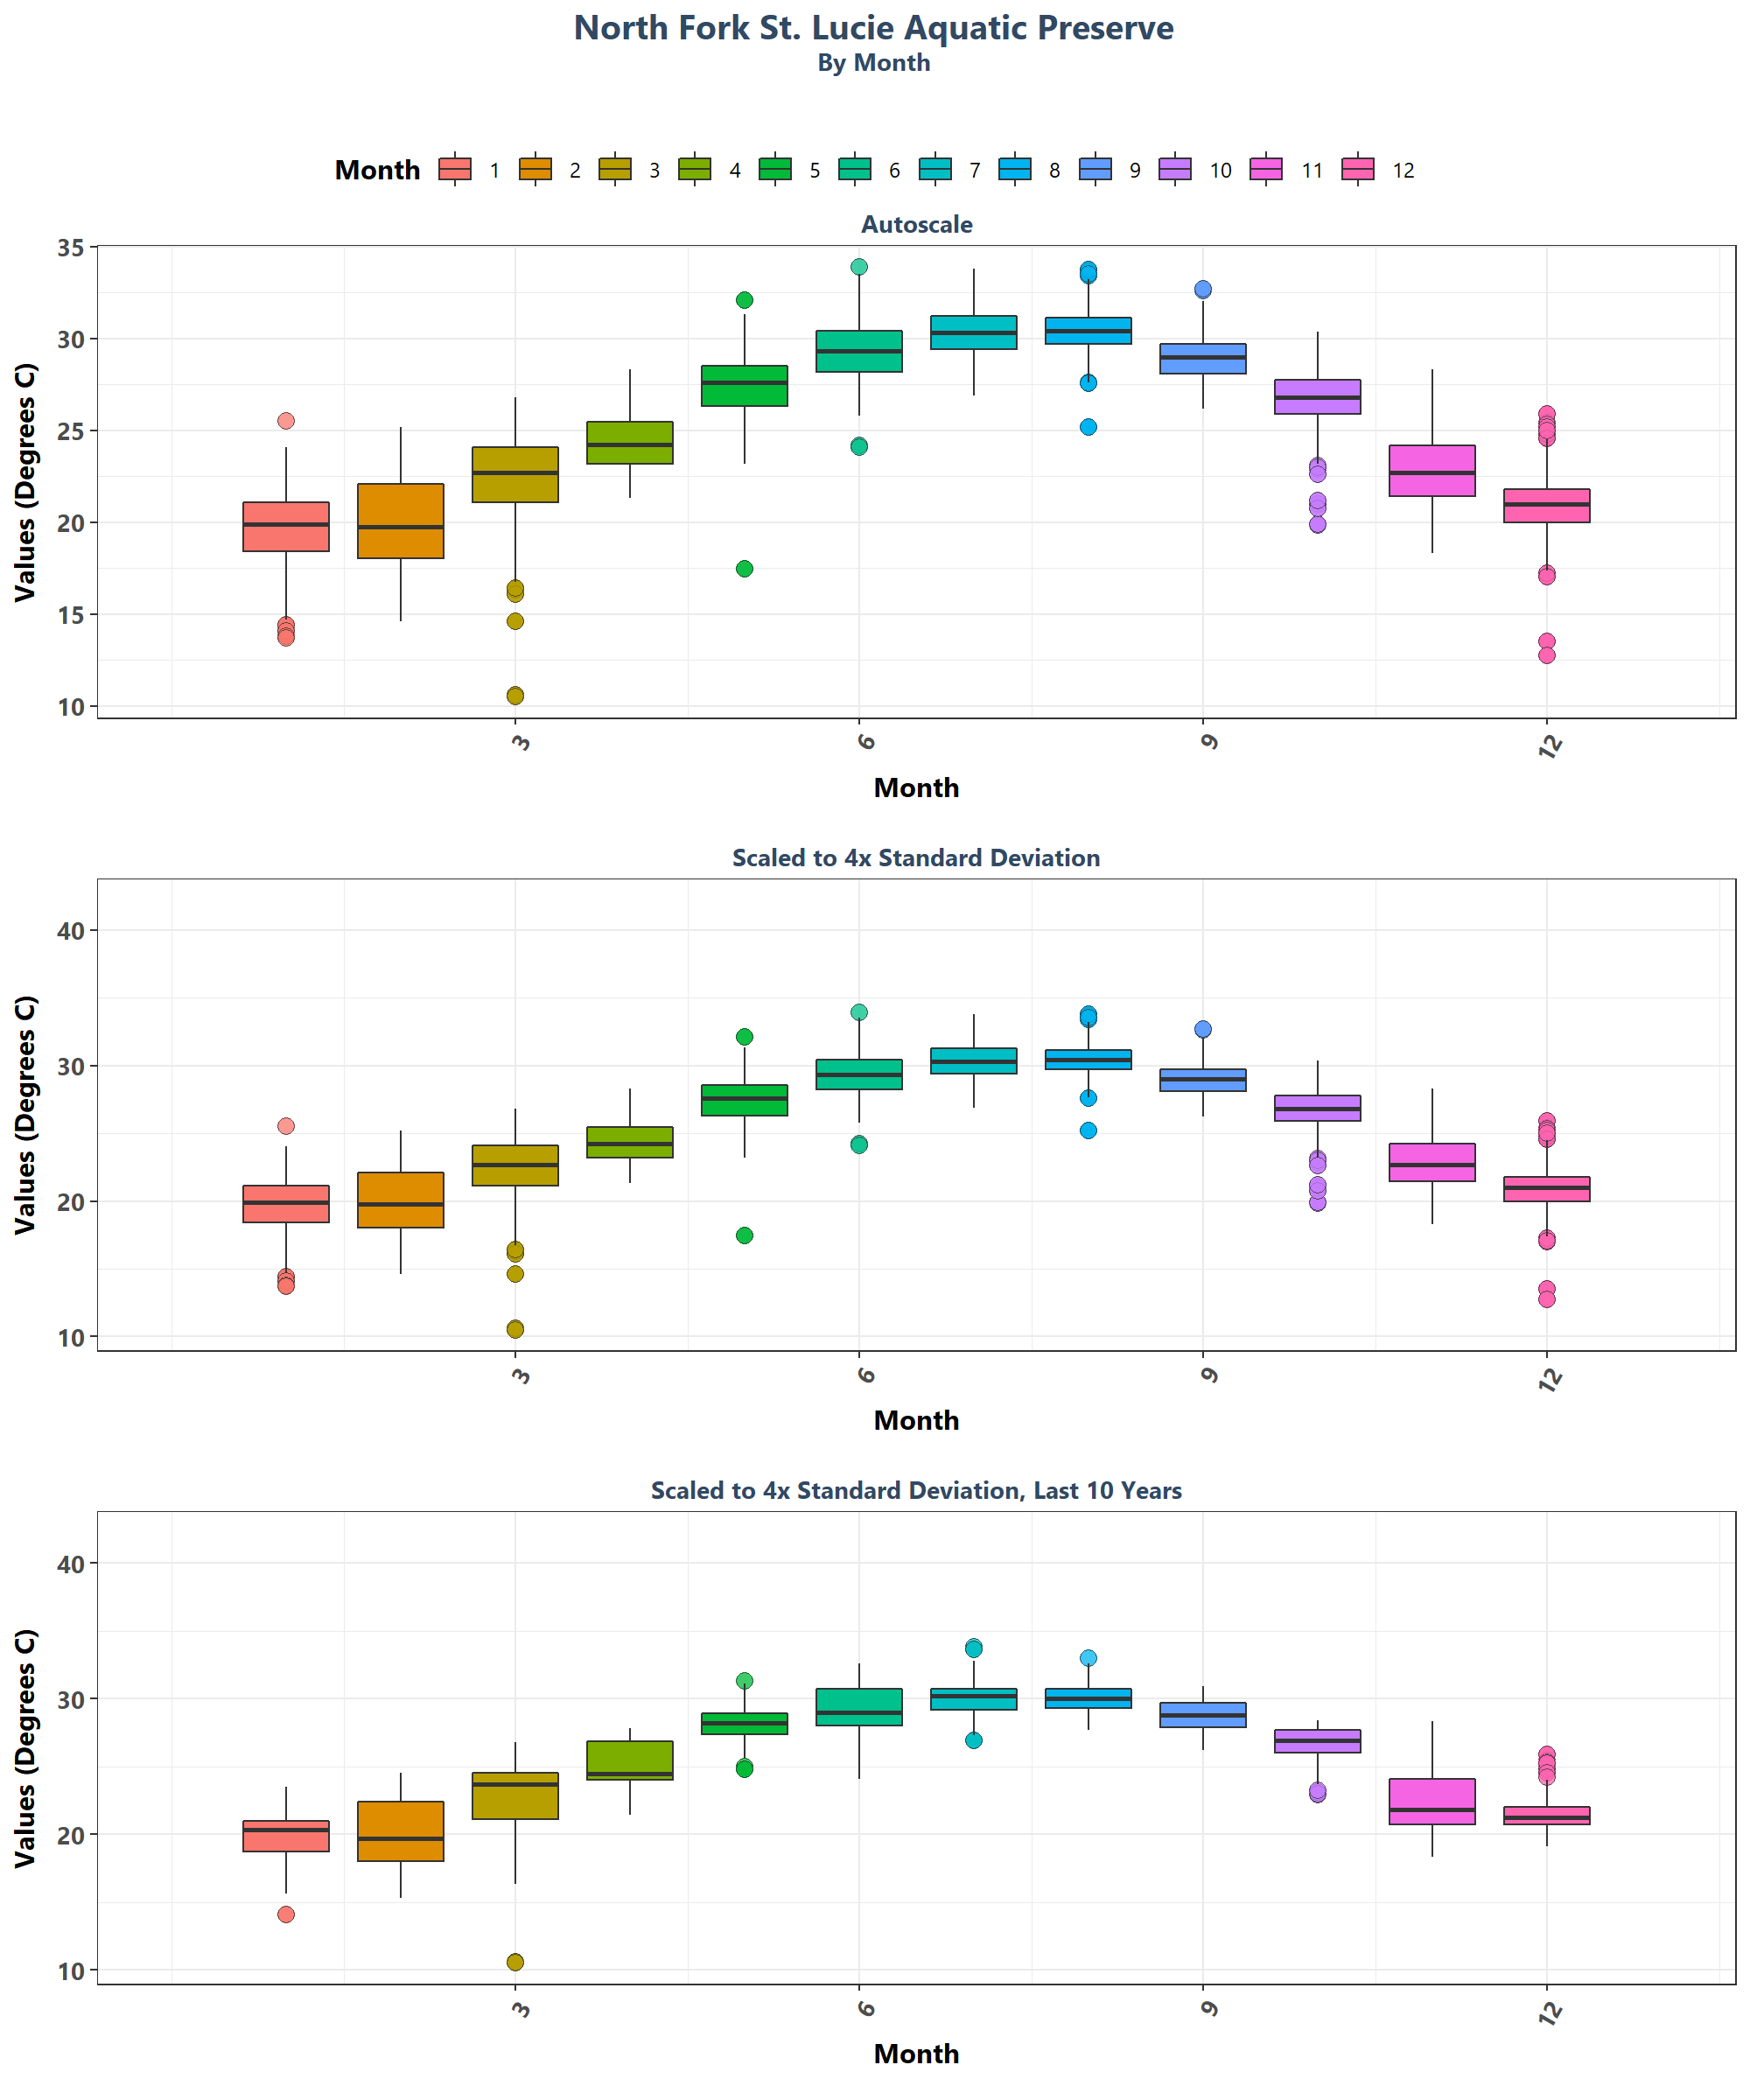 North Fork St. Lucie Aquatic Preserve
By Month
Month 1 2 3 4 5 6 7 8 9 10 11 12
Autoscale
Values (Degrees C)
35
30
25
20
15
10
3 6 9 12
Month
Scaled to 4x Standard Deviation
Values (Degrees C)
40
30
20
10
3 6 9 12
Month
Scaled to 4x Standard Deviation, Last 10 Years
Values (Degrees C)
40
30
20
10
3 6 9 12
Month